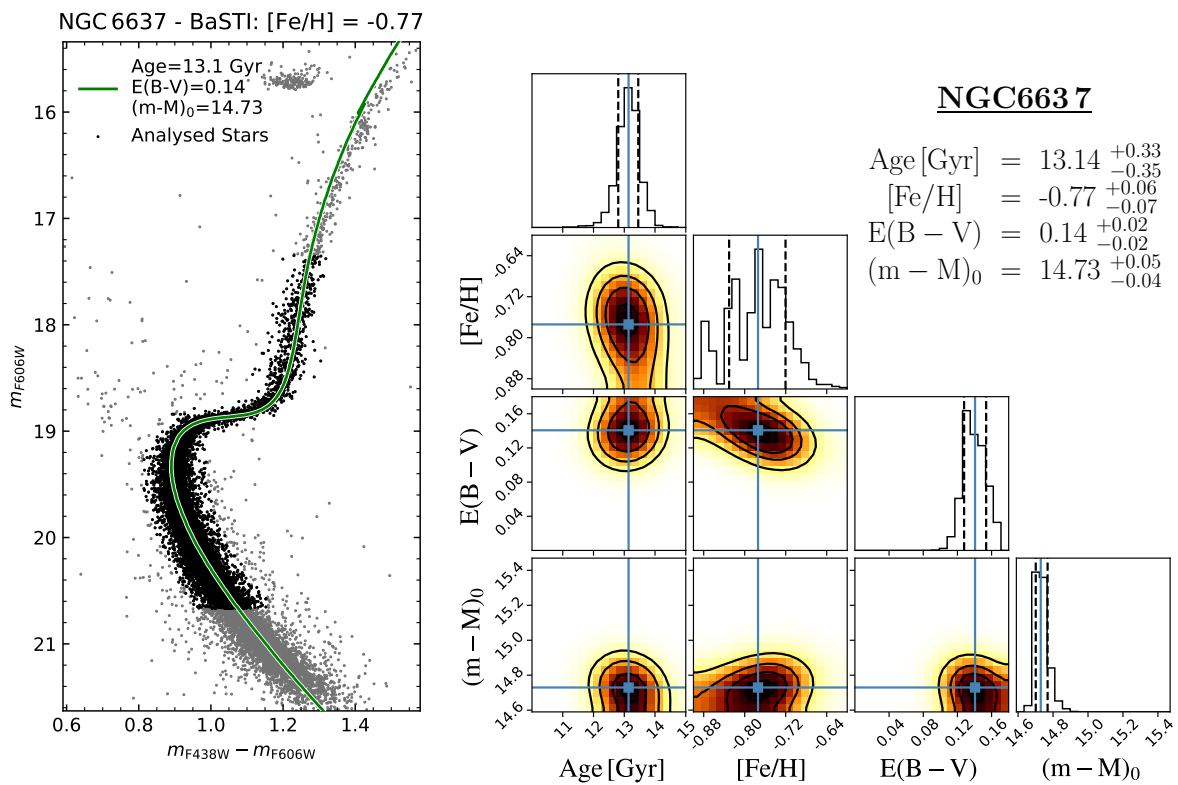 NGC 6637 - BaSTI: [Fe/H] = -0.77
Age=13.1 Gyr
E(B-V)=0.14
(m-M)₀=14.73
Analysed Stars
16
17
18
19
20
21
m_F606W
0.6 0.8 1.0 1.2 1.4
m_F438W − m_F606W
NGC6637
Age [Gyr] = 13.14 +0.33 −0.35
[Fe/H] = -0.77 +0.06 −0.07
E(B − V) = 0.14 +0.02 −0.02
(m − M)₀ = 14.73 +0.05 −0.04
[Fe/H]
-0.64
-0.72
-0.80
-0.88
E(B − V)
0.16
0.12
0.08
0.04
(m − M)₀
15.4
15.2
15.0
14.8
14.6
11 12 13 14 15
-0.88 -0.80 -0.72 -0.64
0.04 0.08 0.12 0.16
14.6 14.8 15.0 15.2 15.4
Age [Gyr]
[Fe/H]
E(B − V)
(m − M)₀